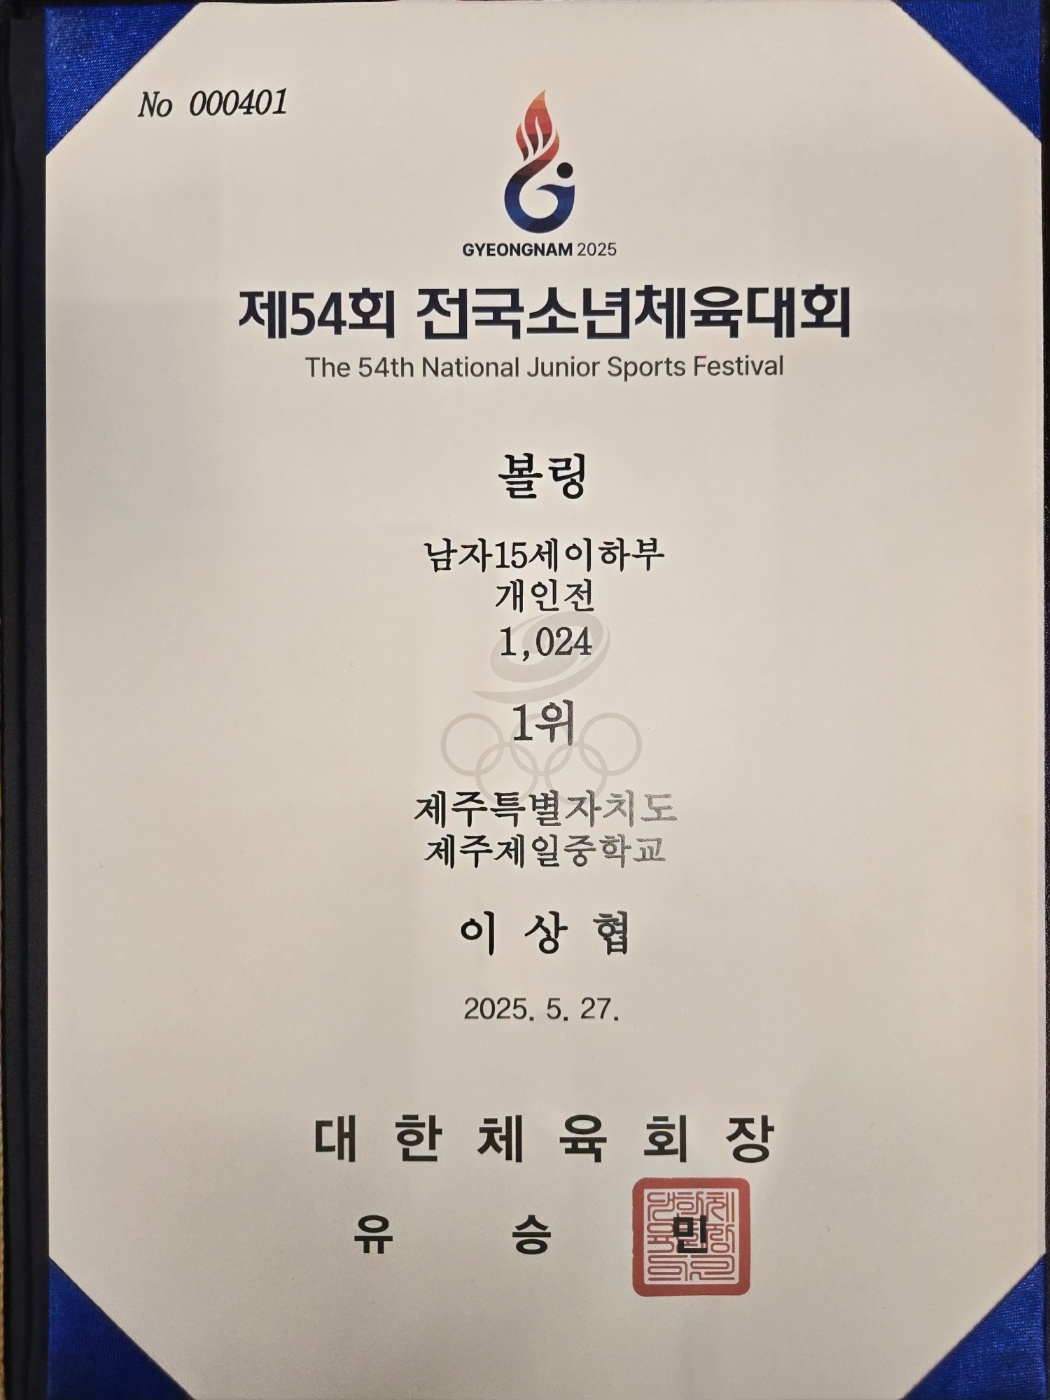 No 000401
GYEONGNAM 2025
제54회 전국소년체육대회
The 54th National Junior Sports Festival
볼링
남자15세이하부
개인전
1,024
1위
제주특별자치도
제주제일중학교
이 상 협
2025. 5. 27.
대 한 체 육 회 장
유 승 민